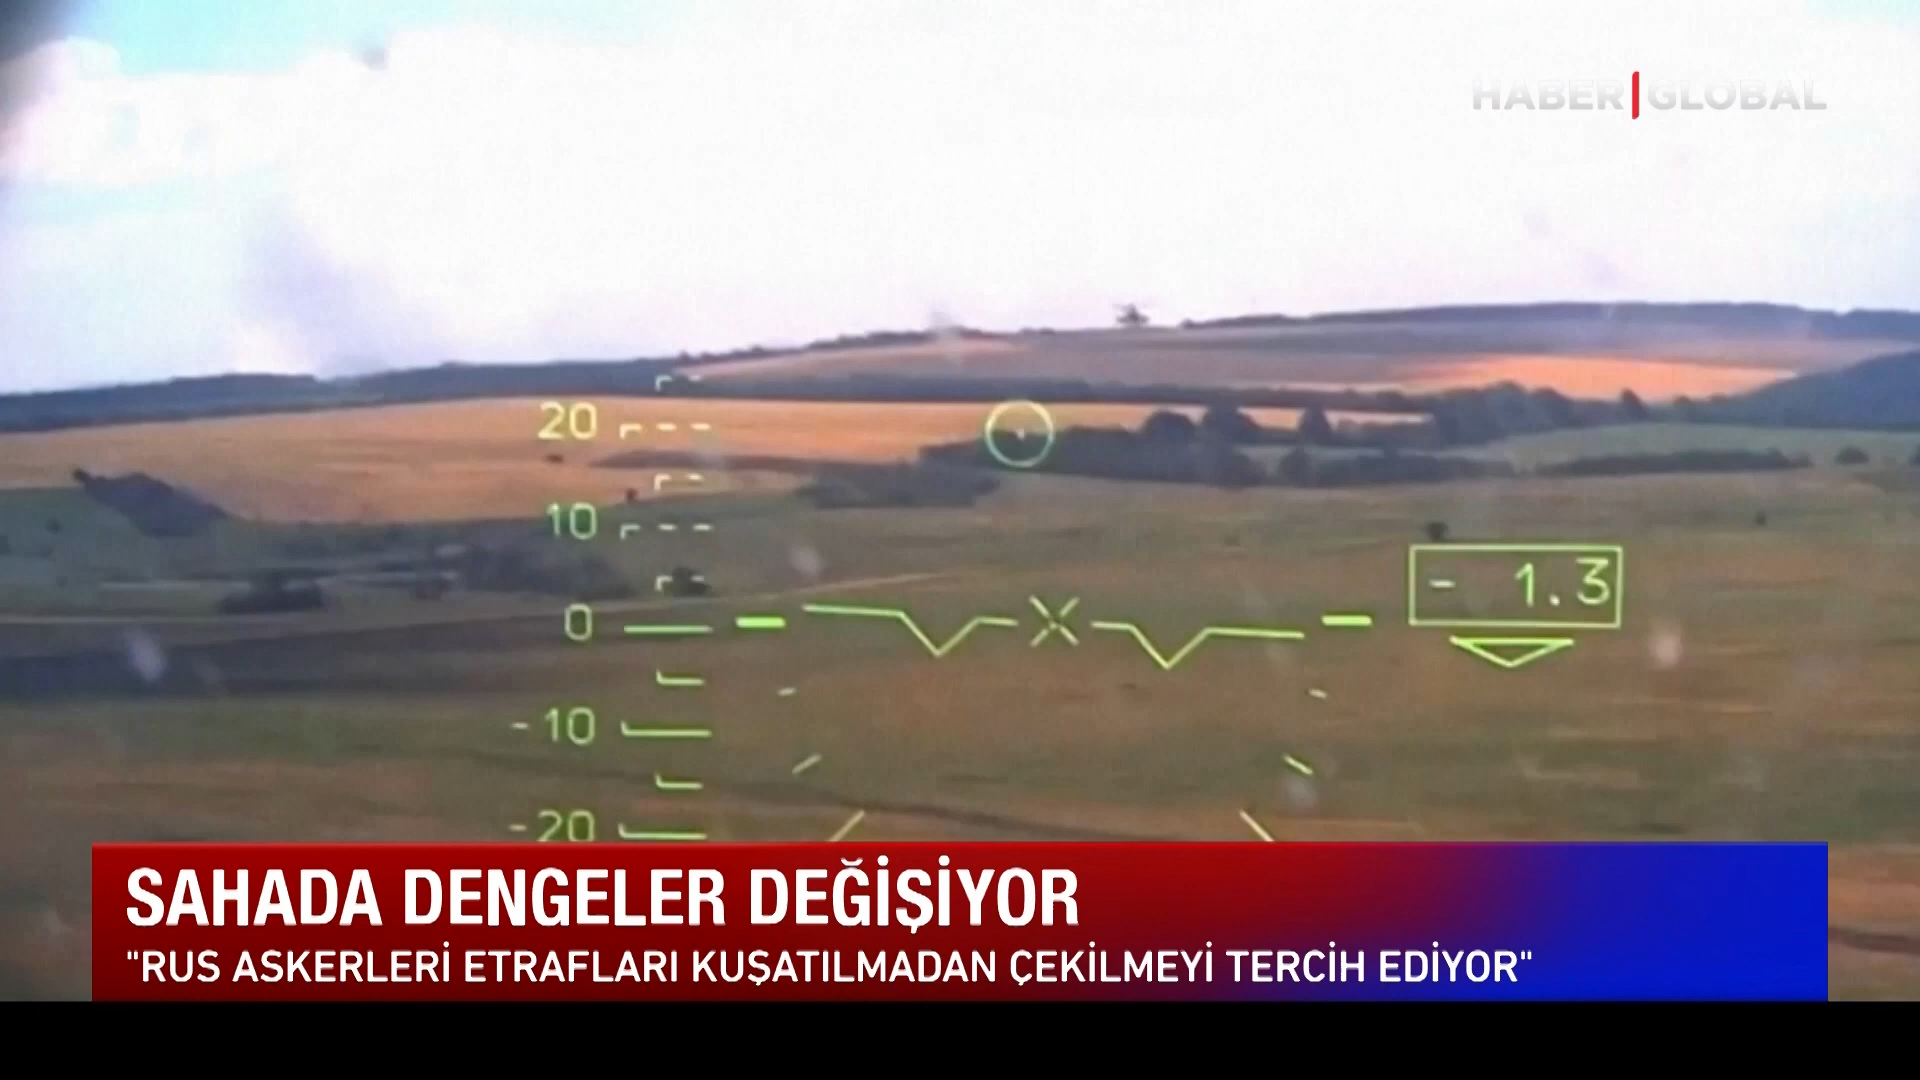 HABER GLOBAL
20
10
0
- 1.3
-10
-20
SAHADA DENGELER DEĞİŞİYOR
"RUS ASKERLERİ ETRAFLARI KUŞATILMADAN ÇEKİLMEYİ TERCİH EDİYOR"